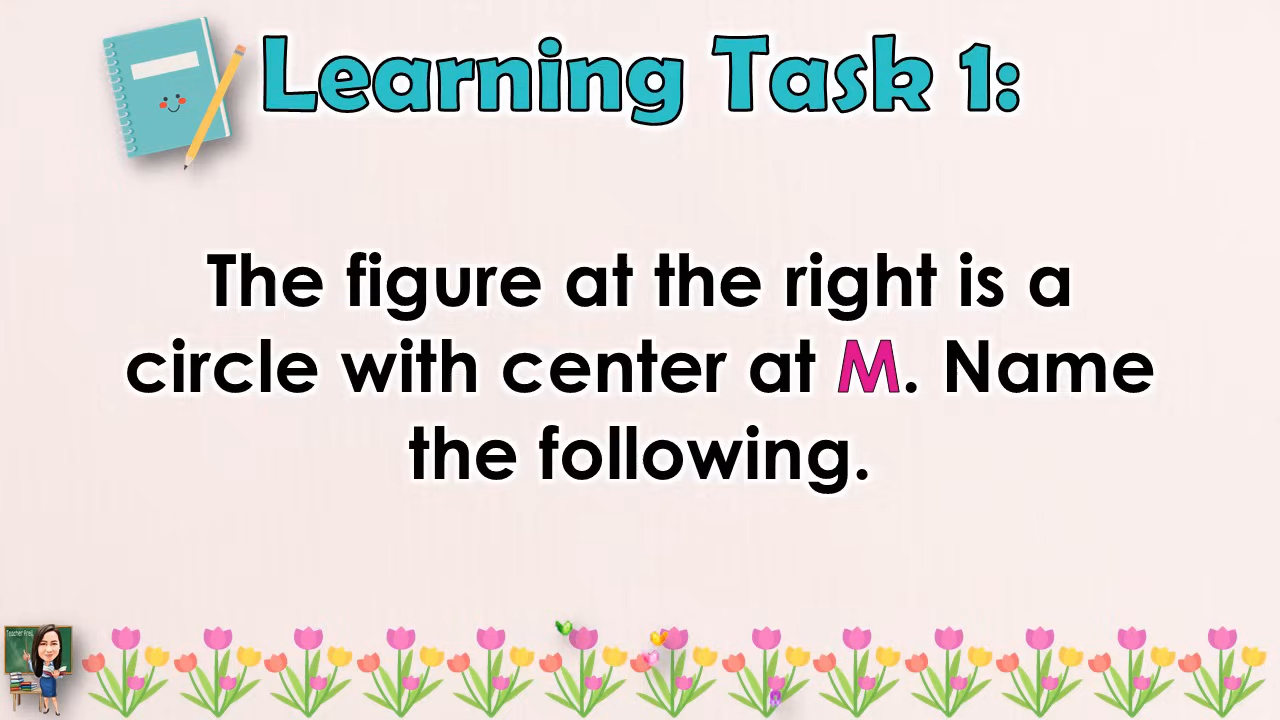 Learning Task 1:
The figure at the right is a
circle with center at M. Name
the following.